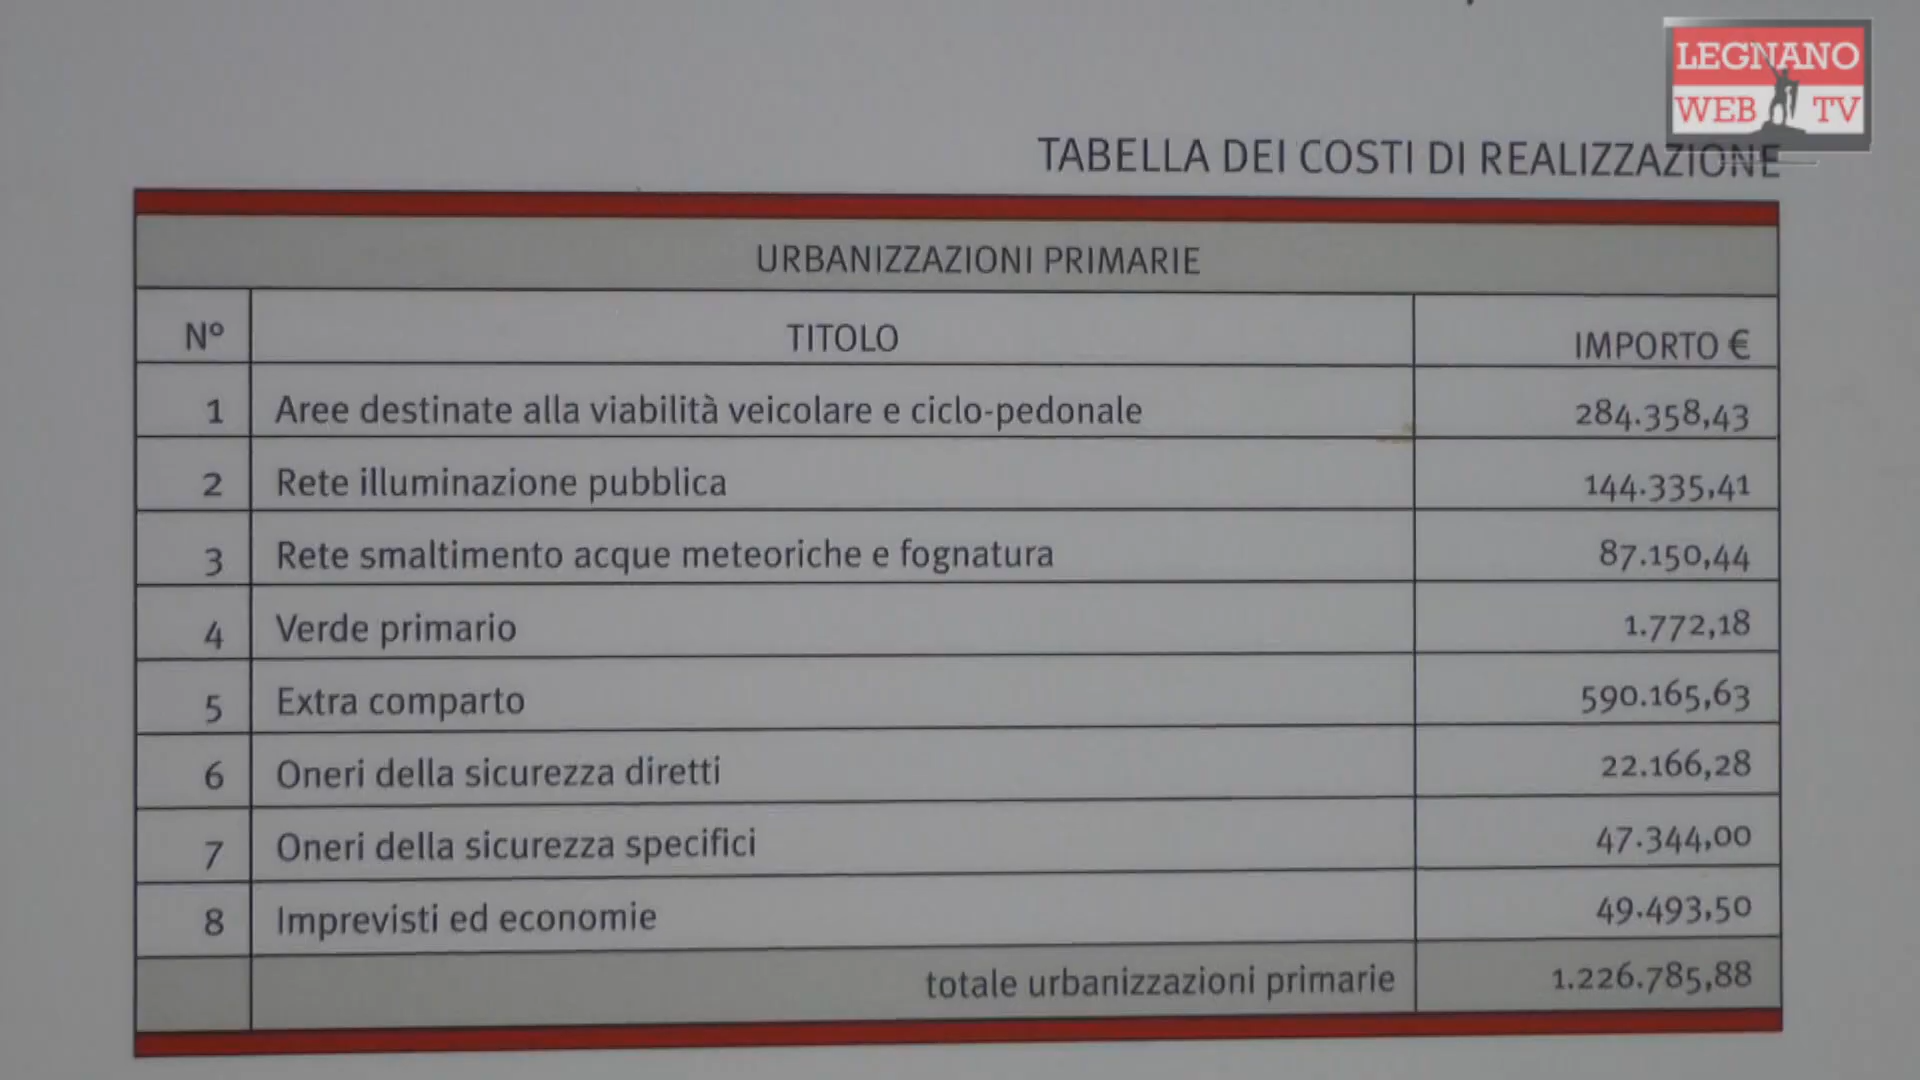 LEGNANO
WEB TV
TABELLA DEI COSTI DI REALIZZAZIONE
URBANIZZAZIONI PRIMARIE
N° TITOLO IMPORTO €
1 Aree destinate alla viabilità veicolare e ciclo-pedonale 284.358,43
2 Rete illuminazione pubblica 144.335,41
3 Rete smaltimento acque meteoriche e fognatura 87.150,44
4 Verde primario 1.772,18
5 Extra comparto 590.165,63
6 Oneri della sicurezza diretti 22.166,28
7 Oneri della sicurezza specifici 47.344,00
8 Imprevisti ed economie 49.493,50
totale urbanizzazioni primarie 1.226.785,88